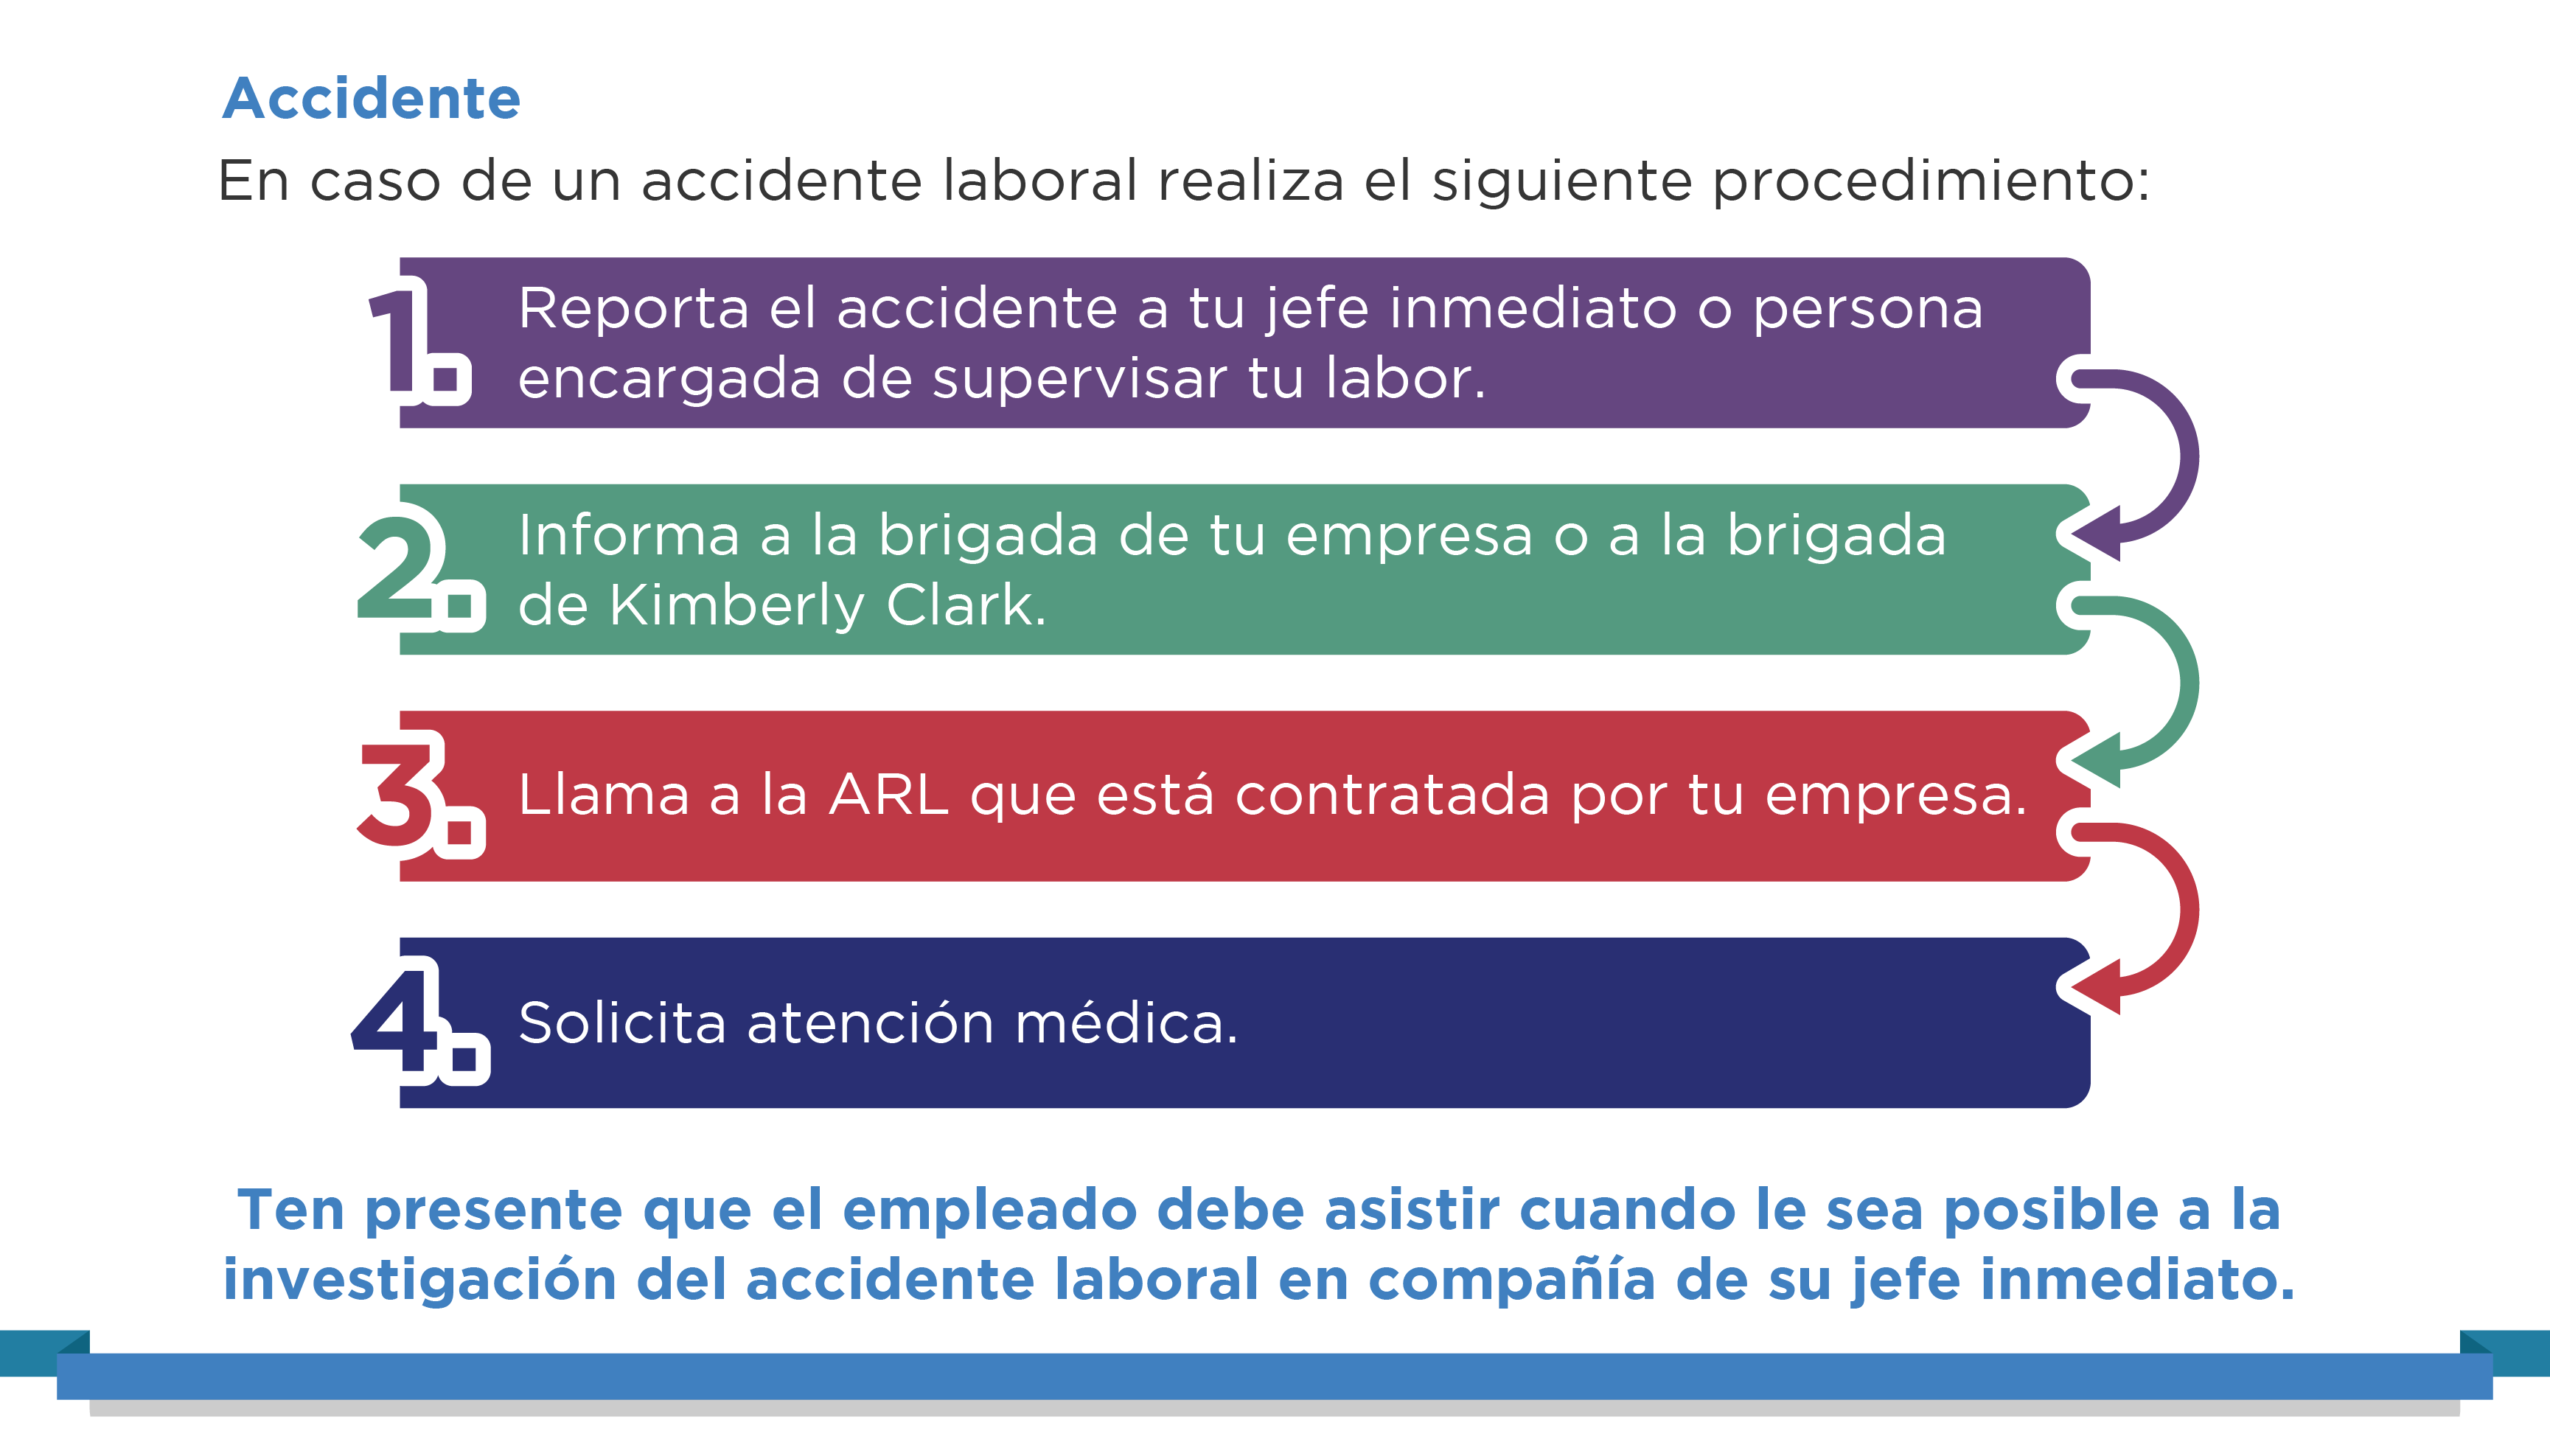 Accidente
En caso de un accidente laboral realiza el siguiente procedimiento:
1. Reporta el accidente a tu jefe inmediato o persona
encargada de supervisar tu labor.
2. Informa a la brigada de tu empresa o a la brigada
de Kimberly Clark.
3. Llama a la ARL que está contratada por tu empresa.
4. Solicita atención médica.
Ten presente que el empleado debe asistir cuando le sea posible a la
investigación del accidente laboral en compañía de su jefe inmediato.